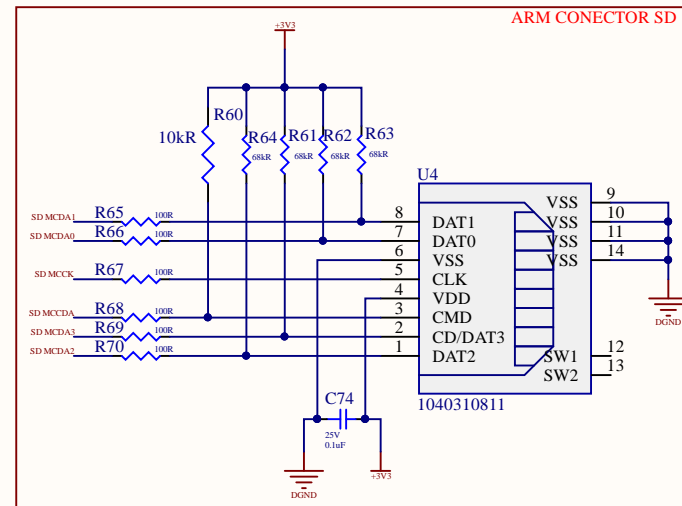 ARM CONECTOR SD
+3V3
R60
10kR
R64
68kR
R61
68kR
R62
68kR
R63
68kR
U4
SD MCDA1 R65 100R 8 DAT1 VSS 9
SD MCDA0 R66 100R 7 DAT0 VSS 10
6 VSS VSS 11
SD MCCK R67 100R 5 CLK VSS 14
4 VDD
SD MCCDA R68 100R 3 CMD
SD MCDA3 R69 100R 2 CD/DAT3 SW1 12
SD MCDA2 R70 100R 1 DAT2 SW2 13
DGND
1040310811
C74
25V
0.1uF
DGND
+3V3